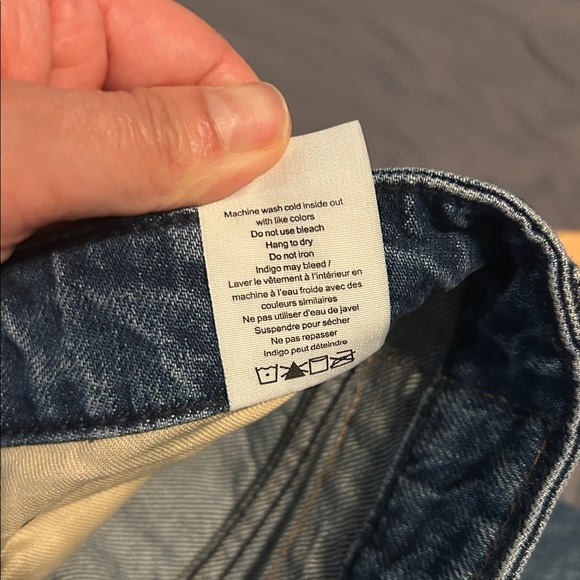 Machine wash cold inside out
with like colors
Do not use bleach
Hang to dry
Do not iron
Indigo may bleed /
Laver le vêtement à l'intérieur en
machine à l'eau froide avec des
couleurs similaires
Ne pas utiliser d'eau de javel
Suspendre pour sécher
Ne pas repasser
Indigo peut déteindre